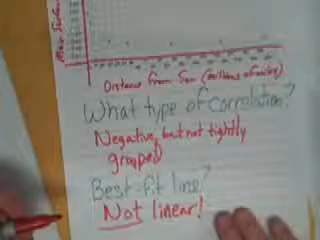 Distance from Sun (millions of miles)
What type of Correlation?
Negative, but not tightly
grouped
Best-fit line?
Not linear!